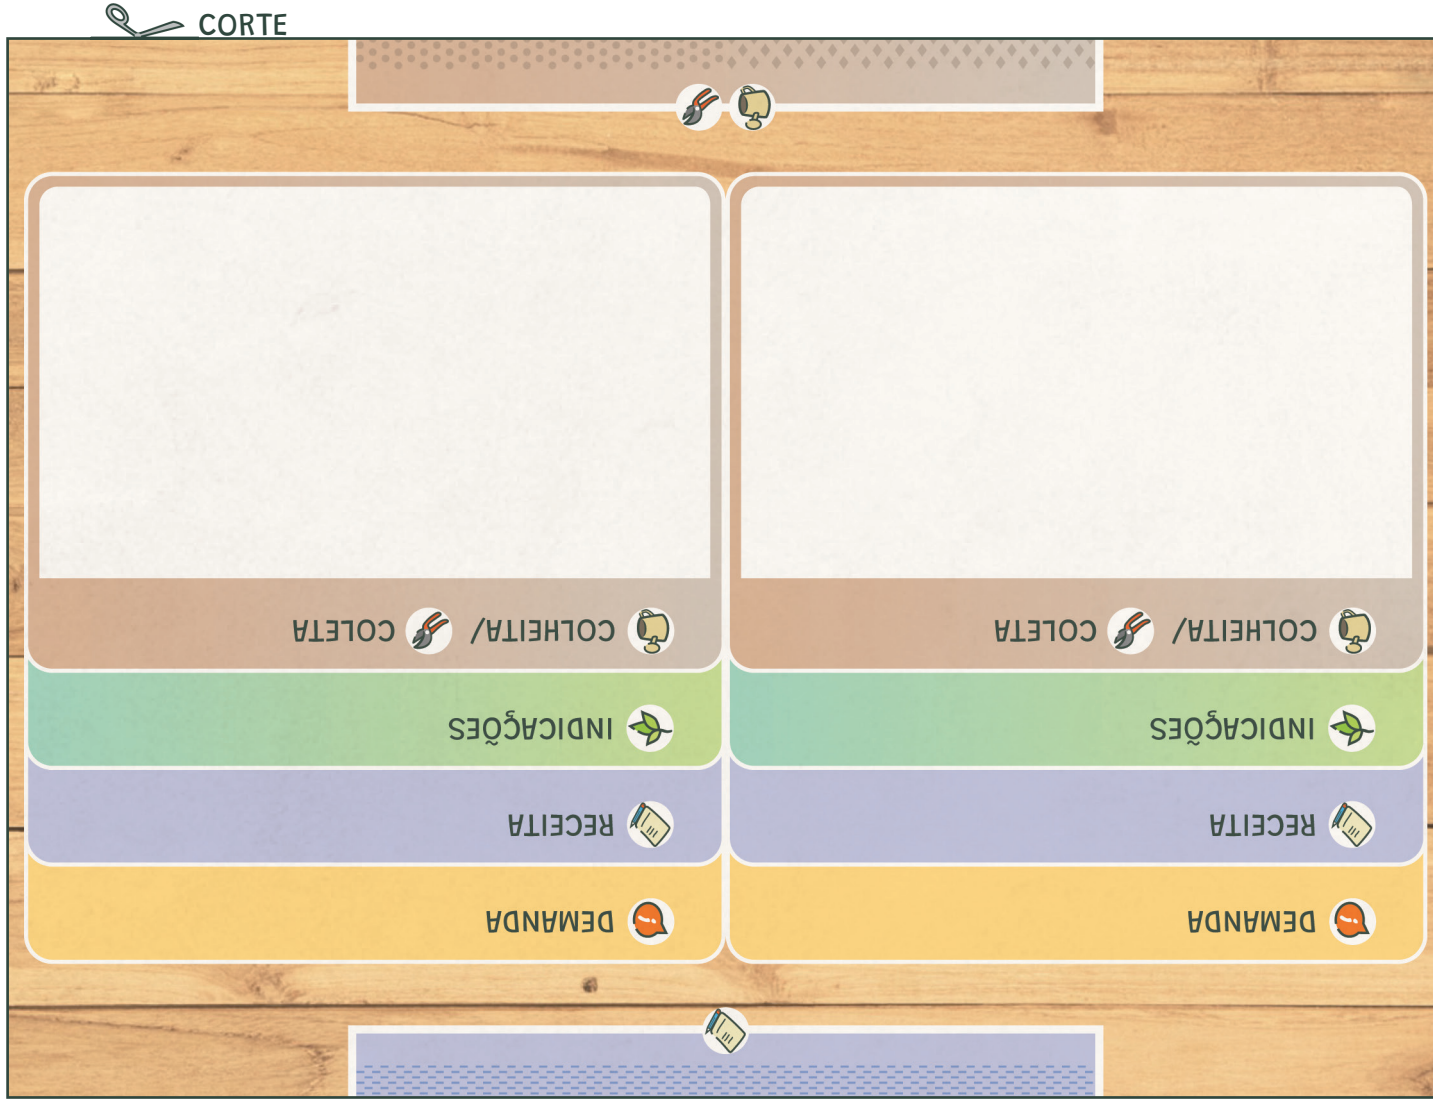 CORTE
COLHEITA/ COLETA
INDICAÇÕES
RECEITA
DEMANDA
COLHEITA/ COLETA
INDICAÇÕES
RECEITA
DEMANDA